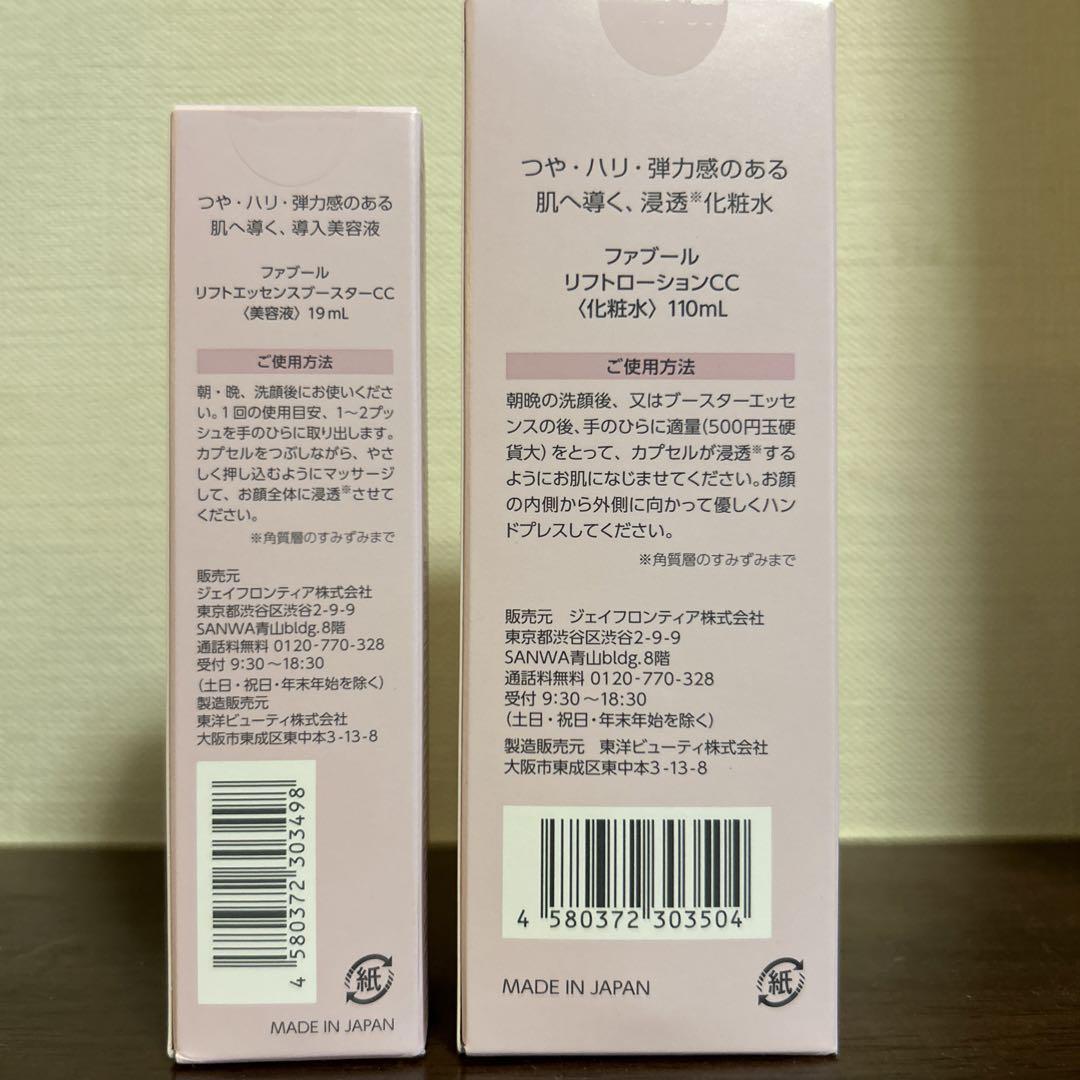 つや・ハリ・弾力感のある
肌へ導く、導入美容液
ファブール
リフトエッセンスブースターCC
〈美容液〉19mL
ご使用方法
朝・晩、洗顔後にお使いくださ
い。1回の使用目安、1〜2プッ
シュを手のひらに取り出します。
カプセルをつぶしながら、やさ
しく押し込むようにマッサージ
して、お顔全体に浸透※させて
ください。
※角質層のすみずみまで
販売元
ジェイフロンティア株式会社
東京都渋谷区渋谷2-9-9
SANWA青山bldg.8階
通話料無料 0120-770-328
受付 9:30〜18:30
(土日・祝日・年末年始を除く)
製造販売元
東洋ビューティ株式会社
大阪市東成区東中本3-13-8
4 580372 303498
紙
MADE IN JAPAN
つや・ハリ・弾力感のある
肌へ導く、浸透※化粧水
ファブール
リフトローションCC
〈化粧水〉110mL
ご使用方法
朝晩の洗顔後、又はブースターエッセ
ンスの後、手のひらに適量(500円玉硬
貨大)をとって、カプセルが浸透※する
ようにお肌になじませてください。お顔
の内側から外側に向かって優しくハン
ドプレスしてください。
※角質層のすみずみまで
販売元 ジェイフロンティア株式会社
東京都渋谷区渋谷2-9-9
SANWA青山bldg.8階
通話料無料 0120-770-328
受付 9:30〜18:30
(土日・祝日・年末年始を除く)
製造販売元 東洋ビューティ株式会社
大阪市東成区東中本3-13-8
4 580372 303504
MADE IN JAPAN
紙